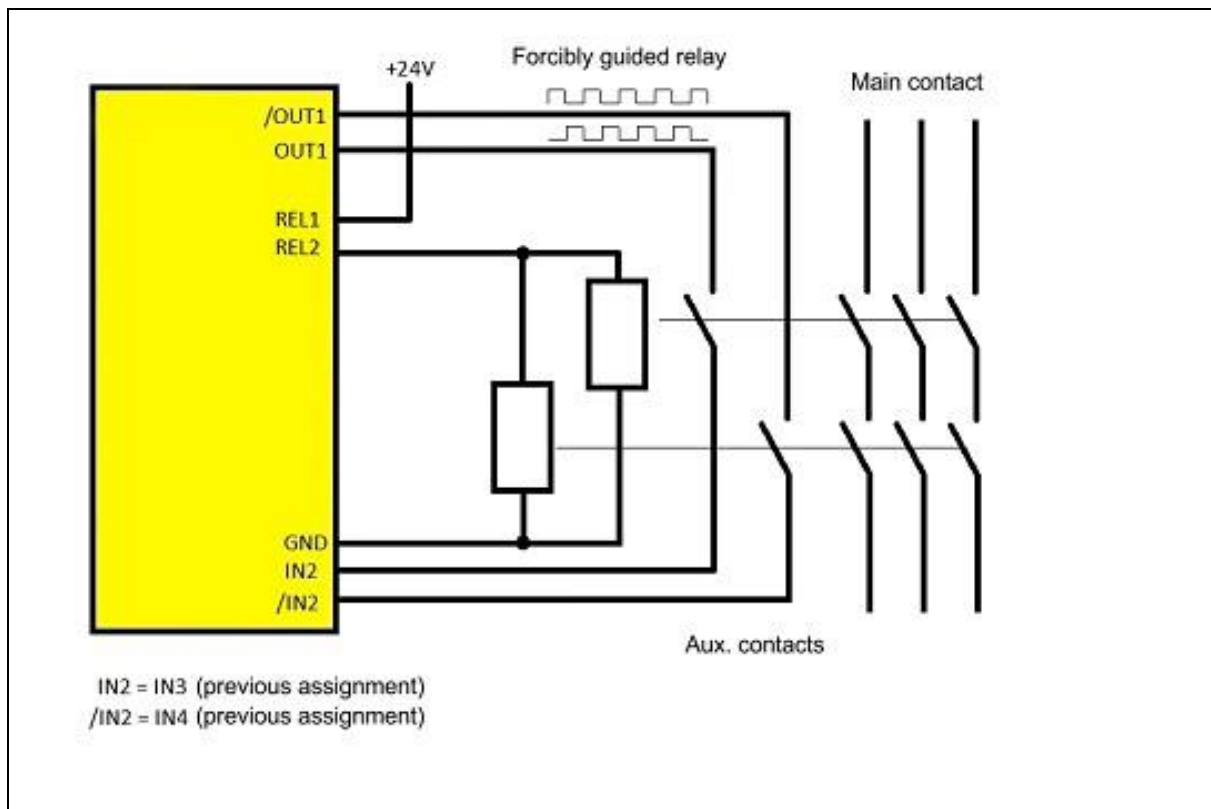 Forcibly guided relay
+24V
Main contact
/OUT1
OUT1
REL1
REL2
GND
IN2
/IN2
Aux. contacts
IN2 = IN3 (previous assignment)
/IN2 = IN4 (previous assignment)